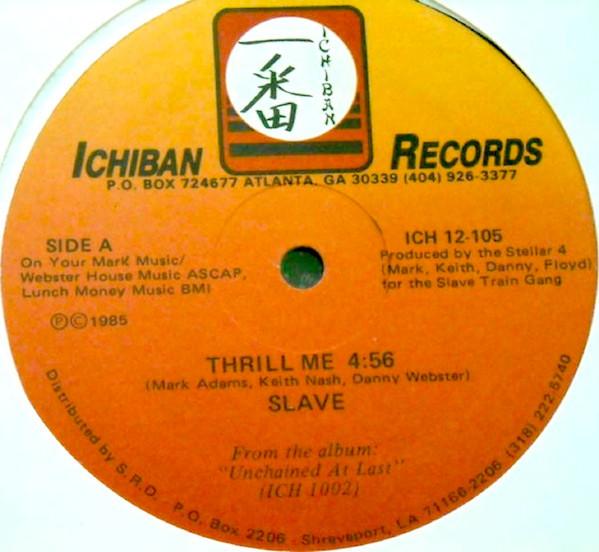 一番
ICHIBAN
ICHIBAN RECORDS
P.O. BOX 724677 ATLANTA, GA 30339 (404) 926-3377
SIDE A
On Your Mark Music/
Webster House Music ASCAP,
Lunch Money Music BMI
Ⓟ©1985
ICH 12-105
Produced by the Stellar 4
(Mark, Keith, Danny, Floyd)
for the Slave Train Gang
THRILL ME 4:56
(Mark Adams, Keith Nash, Danny Webster)
SLAVE
From the album:
"Unchained At Last"
(ICH 1002)
Distributed by S.R.D. - P.O. Box 2206 - Shreveport, LA 71166-2206 (318) 222-5740